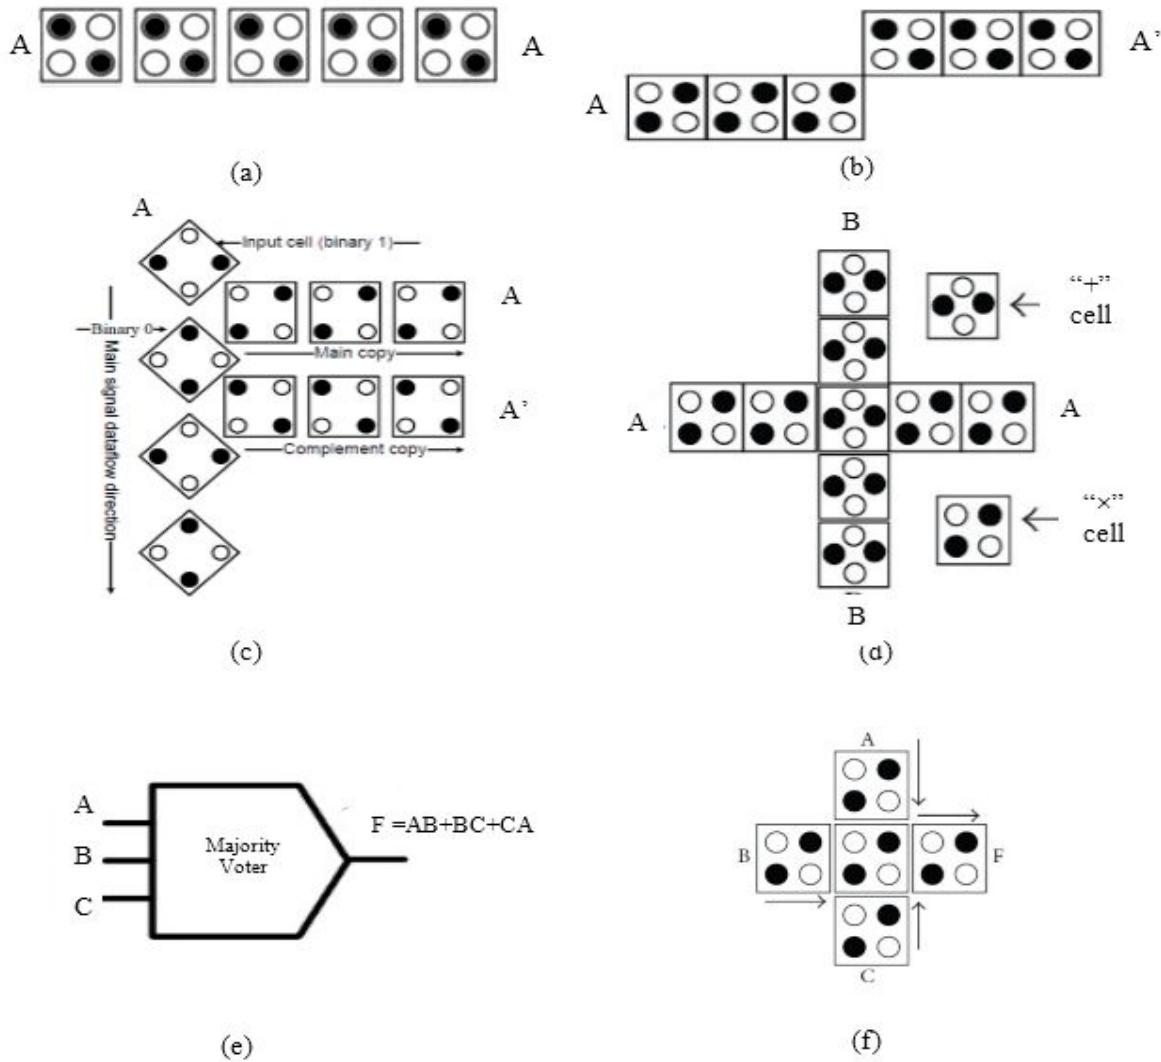 A
A
(a)
A
A’
(b)
A
Input cell (binary 1)
A
Binary 0
Main copy
A’
Complement copy
Main signal dataflow direction
(c)
B
“+”
cell
A
A
“×”
cell
B
(d)
A
B
C
Majority
Voter
F =AB+BC+CA
(e)
A
B
F
C
(f)